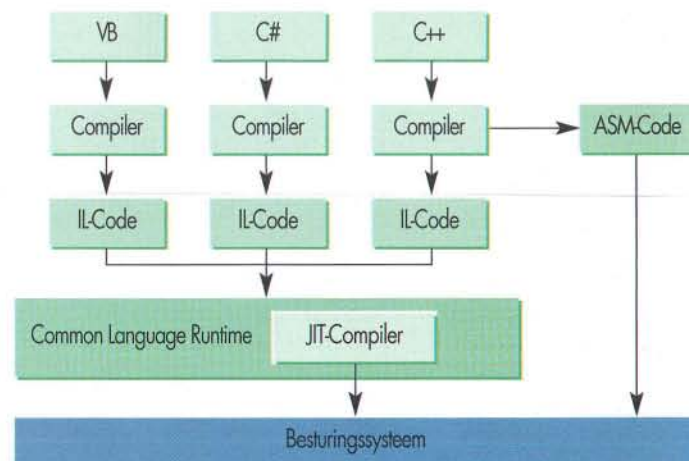 VB
C#
C++
Compiler
Compiler
Compiler
ASM-Code
IL-Code
IL-Code
IL-Code
Common Language Runtime
JIT-Compiler
Besturingssysteem